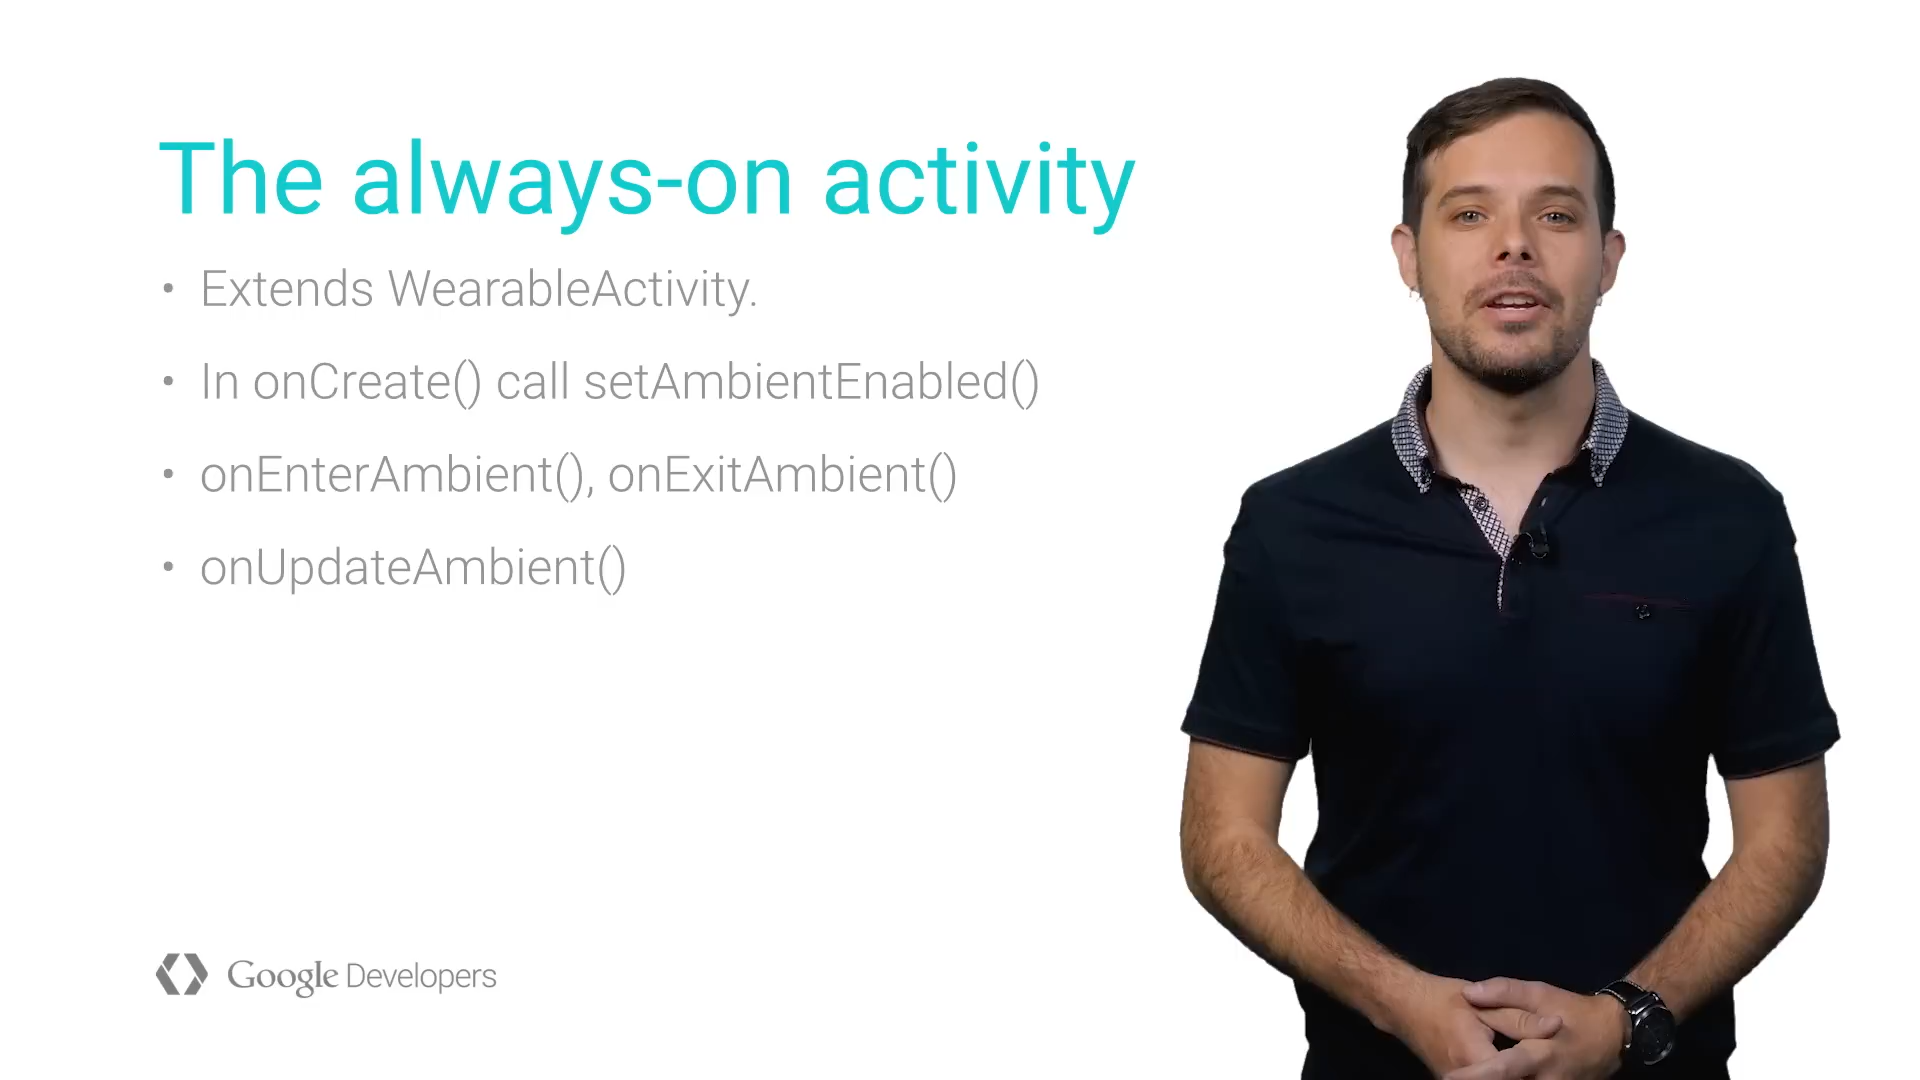 The always-on activity
• Extends WearableActivity.
• In onCreate() call setAmbientEnabled()
• onEnterAmbient(), onExitAmbient()
• onUpdateAmbient()
Google Developers